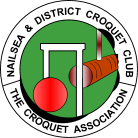 NAILSEA & DISTRICT CROQUET CLUB
THE CROQUET ASSOCIATION